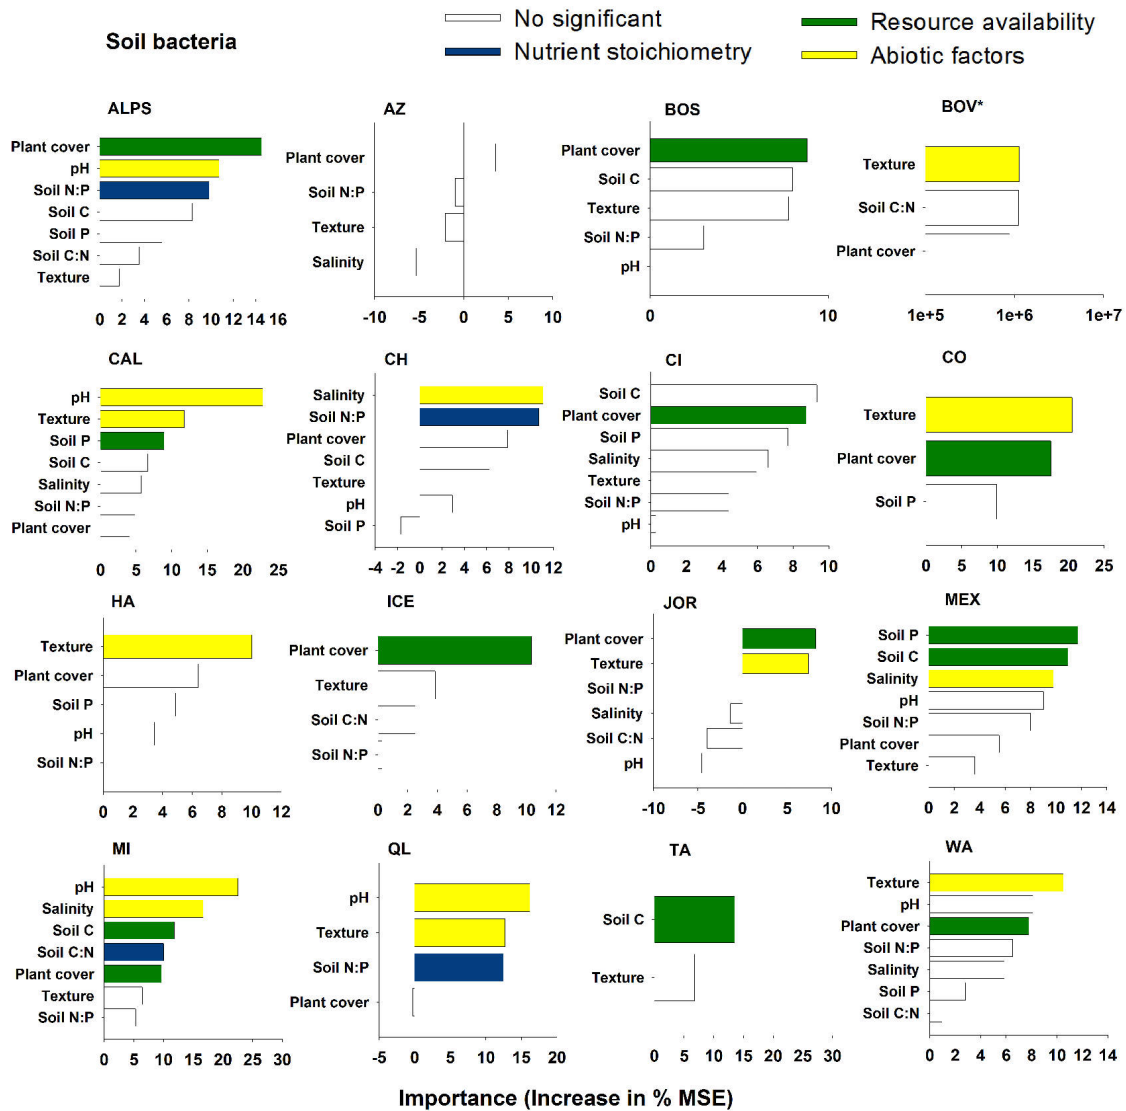 Soil bacteria
No significant
Resource availability
Nutrient stoichiometry
Abiotic factors
ALPS
Plant cover
pH
Soil N:P
Soil C
Soil P
Soil C:N
Texture
0 2 4 6 8 10 12 14 16
AZ
Plant cover
Soil N:P
Texture
Salinity
-10 -5 0 5 10
BOS
Plant cover
Soil C
Texture
Soil N:P
pH
0 10
BOV*
Texture
Soil C:N
Plant cover
1e+5 1e+6 1e+7
CAL
pH
Texture
Soil P
Soil C
Salinity
Soil N:P
Plant cover
0 5 10 15 20 25
CH
Salinity
Soil N:P
Plant cover
Soil C
Texture
pH
Soil P
-4 -2 0 2 4 6 8 10 12
CI
Soil C
Plant cover
Soil P
Salinity
Texture
Soil N:P
pH
0 2 4 6 8 10
CO
Texture
Plant cover
Soil P
0 5 10 15 20 25
HA
Texture
Plant cover
Soil P
pH
Soil N:P
0 2 4 6 8 10 12
ICE
Plant cover
Texture
Soil C:N
Soil N:P
0 2 4 6 8 10 12
JOR
Plant cover
Texture
Soil N:P
Salinity
Soil C:N
pH
-10 -5 0 5 10
MEX
Soil P
Soil C
Salinity
pH
Soil N:P
Plant cover
Texture
0 2 4 6 8 10 12 14
MI
pH
Salinity
Soil C
Soil C:N
Plant cover
Texture
Soil N:P
0 5 10 15 20 25 30
QL
pH
Texture
Soil N:P
Plant cover
-5 0 5 10 15 20
TA
Soil C
Texture
0 5 10 15 20 25 30
WA
Texture
pH
Plant cover
Soil N:P
Salinity
Soil P
Soil C:N
0 2 4 6 8 10 12 14
Importance (Increase in % MSE)